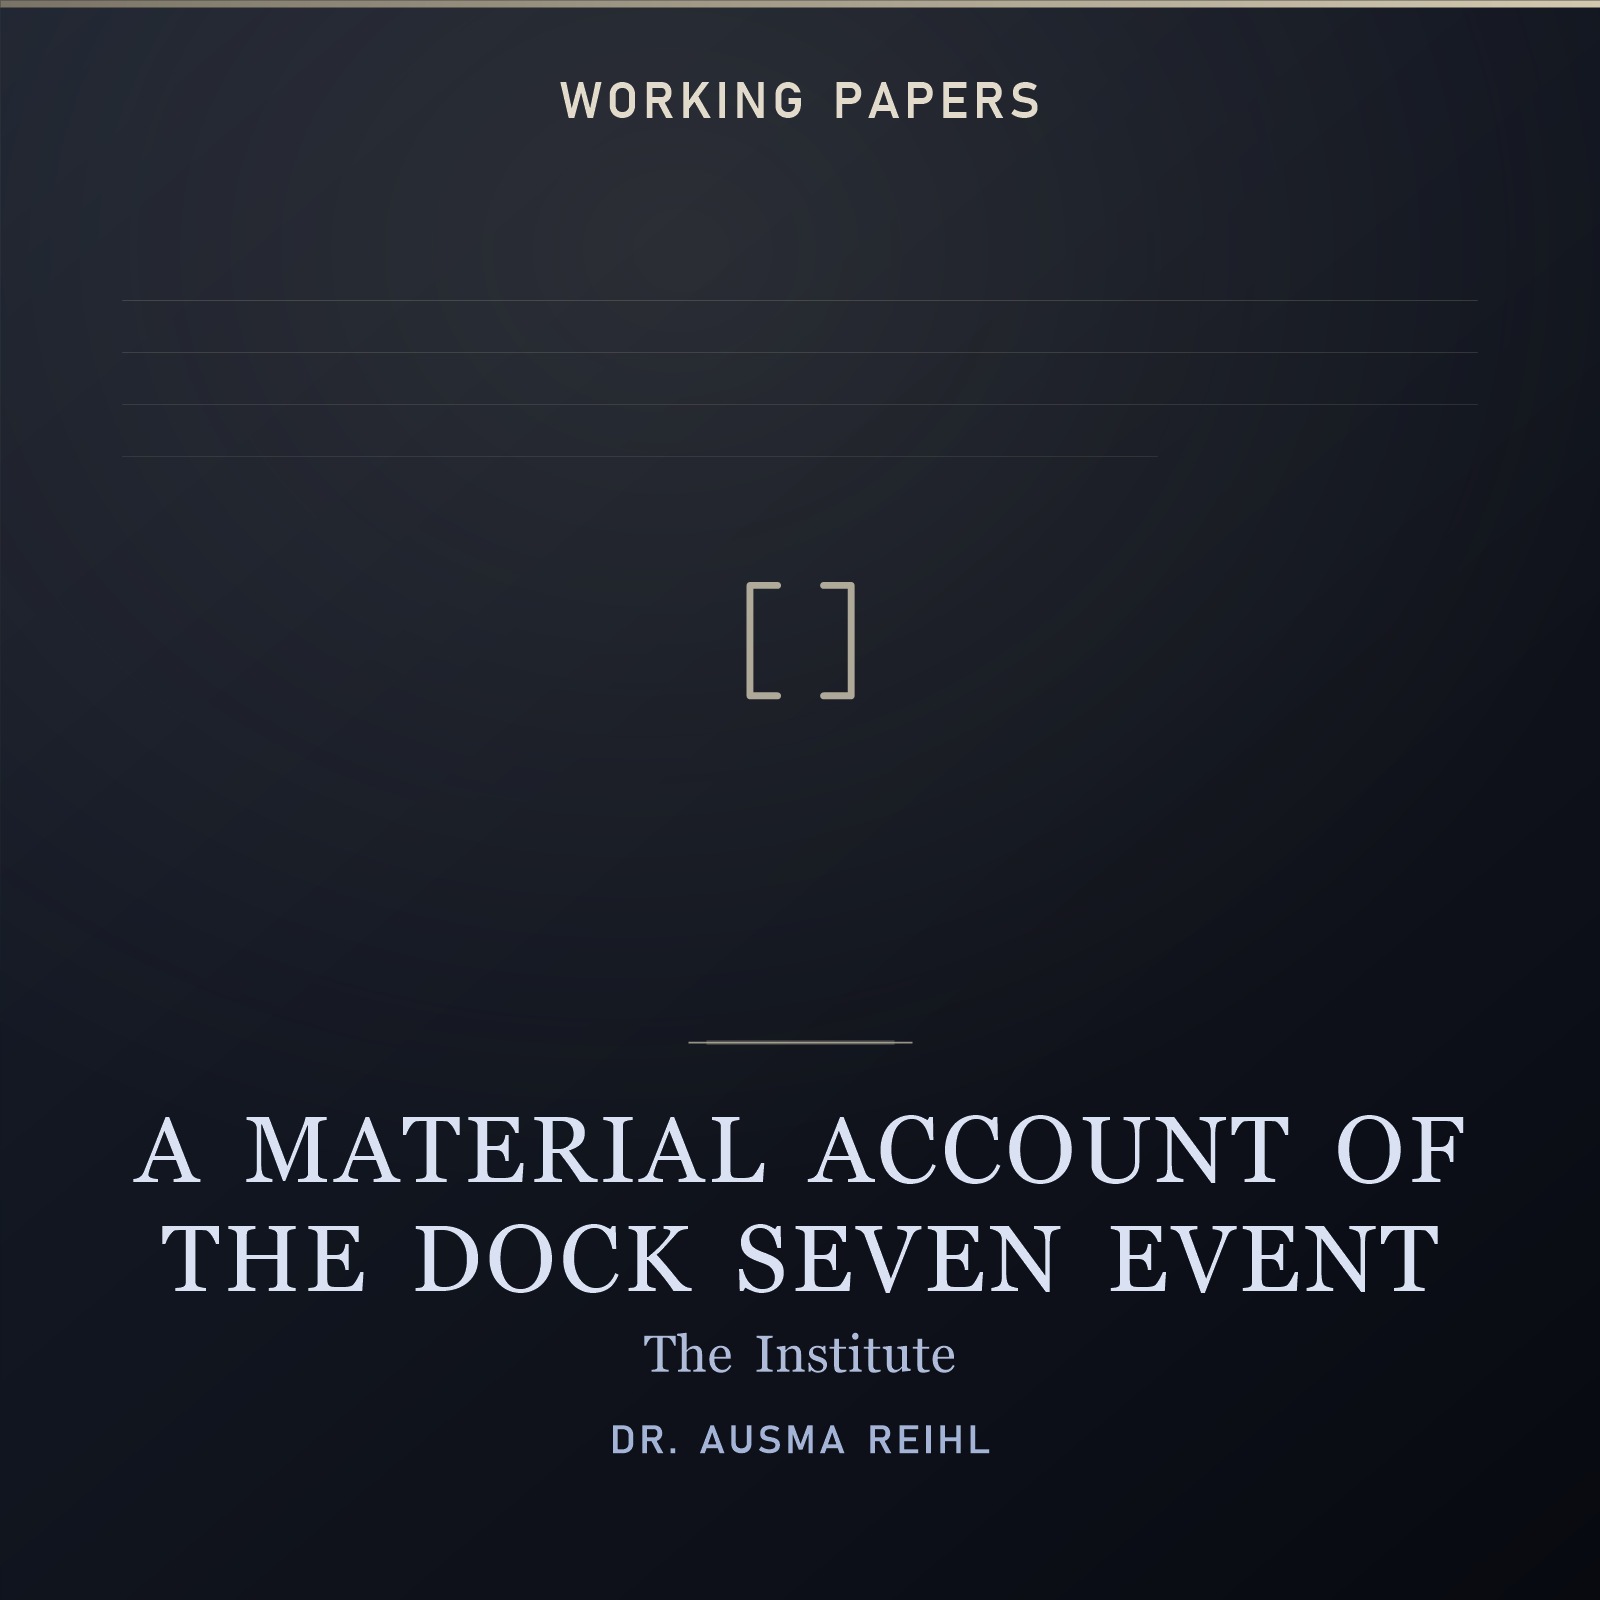 WORKING PAPERS
[ ]
A MATERIAL ACCOUNT OF
THE DOCK SEVEN EVENT
The Institute
DR. AUSMA REIHL